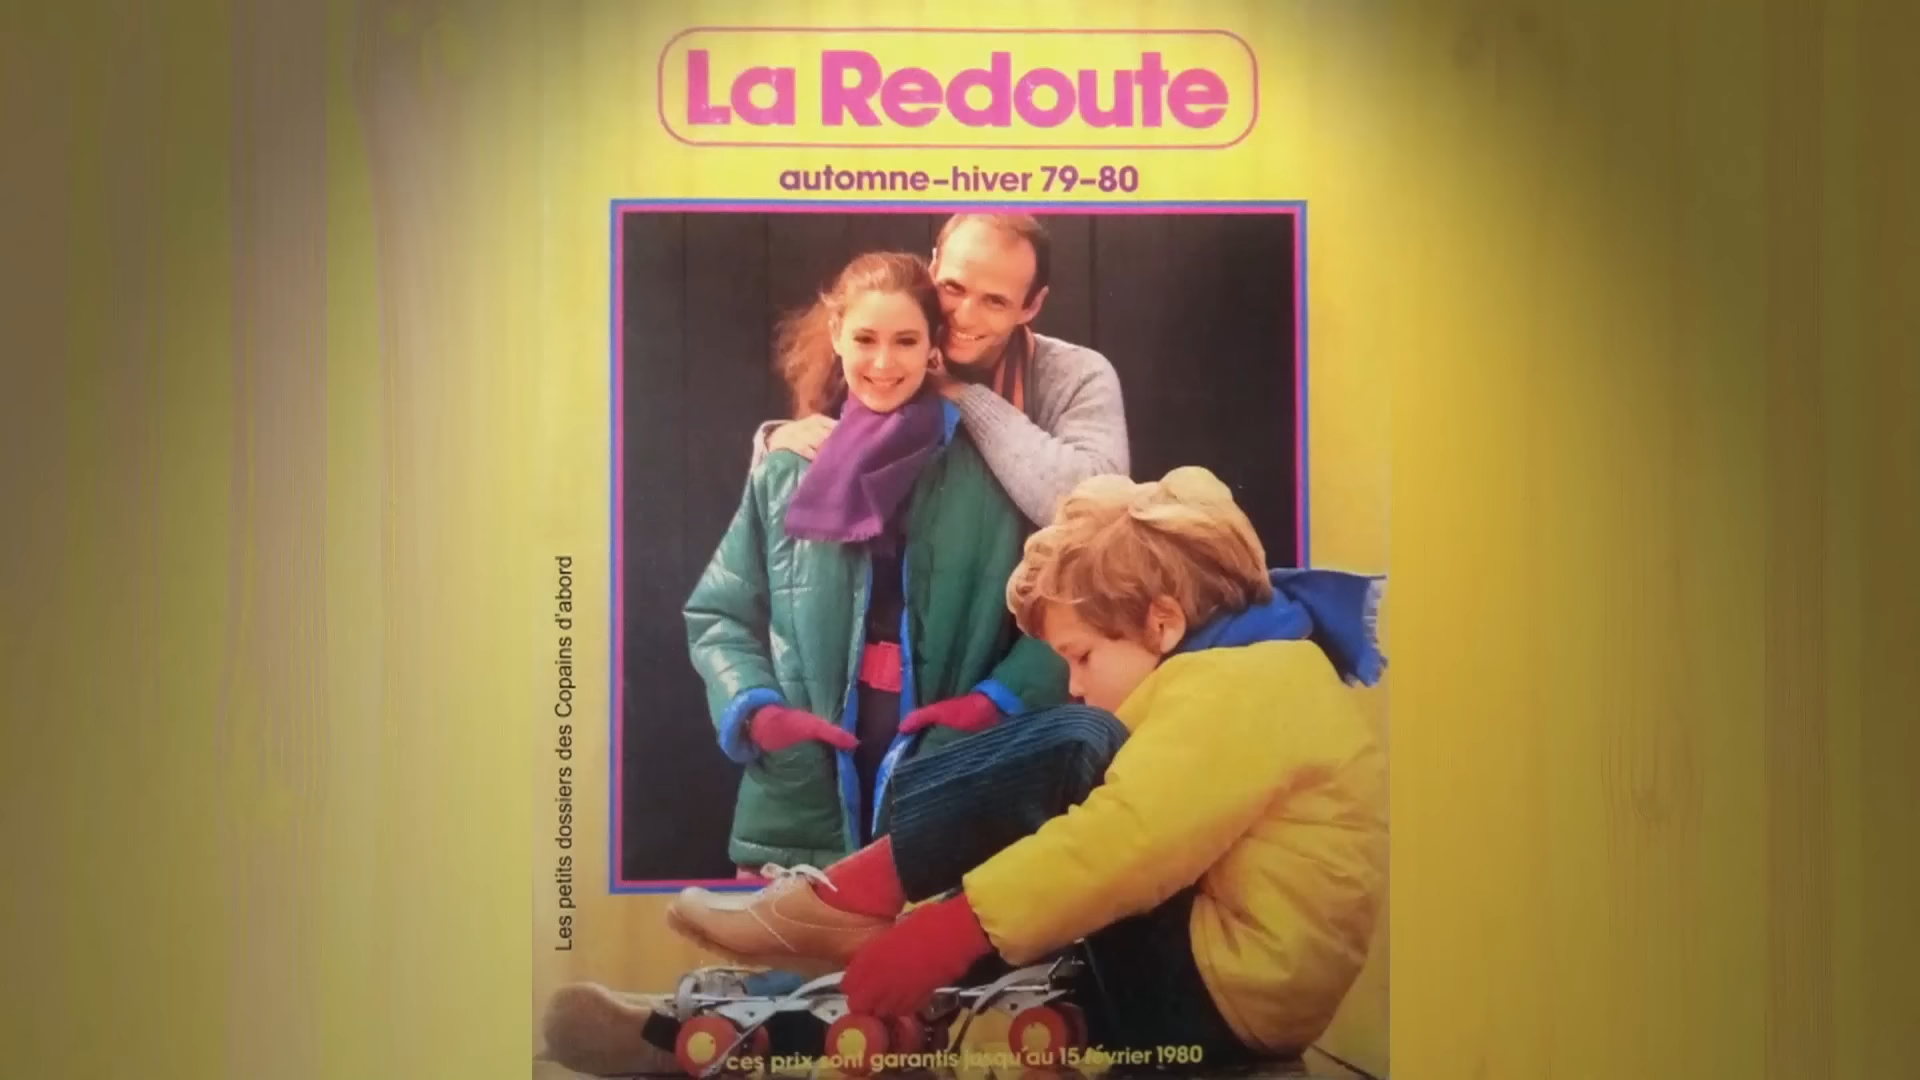 La Redoute
automne-hiver 79-80
Les petits dossiers des Copains d'abord
ces prix sont garantis jusqu'au 15 février 1980